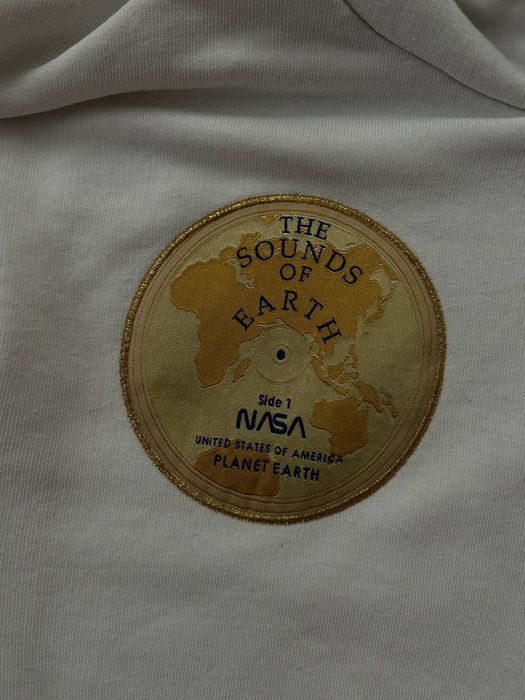 THE
SOUNDS
OF
EARTH
Side 1
NASA
UNITED STATES OF AMERICA
PLANET EARTH